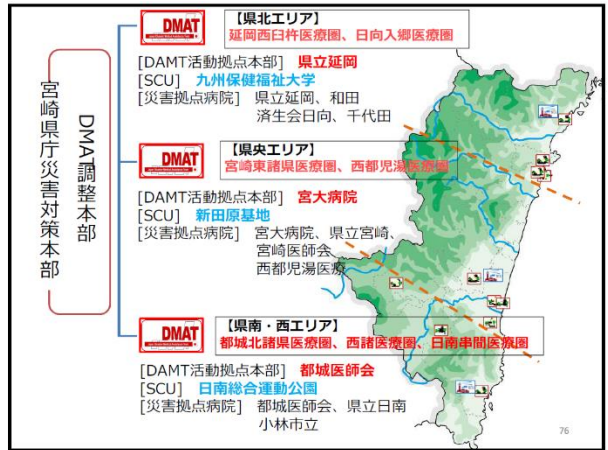 宮崎県庁災害対策本部
DMAT調整本部
DMAT
【県北エリア】
延岡西臼杵医療圏、日向入郷医療圏
[DAMT活動拠点本部] 県立延岡
[SCU] 九州保健福祉大学
[災害拠点病院] 県立延岡、和田
済生会日向、千代田
DMAT
【県央エリア】
宮崎東諸県医療圏、西都児湯医療圏
[DMAT活動拠点本部] 宮大病院
[SCU] 新田原基地
[災害拠点病院] 宮大病院、県立宮崎、
宮崎医師会
西都児湯医療
DMAT
【県南・西エリア】
都城北諸県医療圏、西諸医療圏、日南串間医療圏
[DAMT活動拠点本部] 都城医師会
[SCU] 日南総合運動公園
[災害拠点病院] 都城医師会、県立日南
小林市立
76